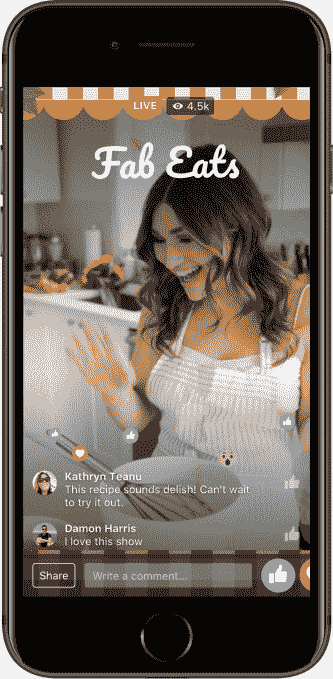 LIVE 4.5k
Fab Eats
Kathryn Teanu
This recipe sounds delish! Can't wait
to try it out.
Damon Harris
I love this show
Share Write a comment...